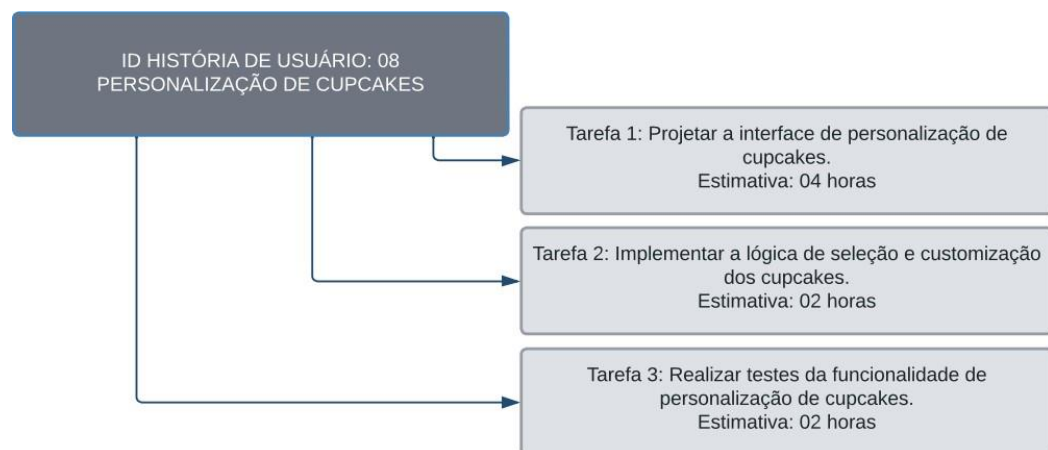 ID HISTÓRIA DE USUÁRIO: 08
PERSONALIZAÇÃO DE CUPCAKES
Tarefa 1: Projetar a interface de personalização de
cupcakes.
Estimativa: 04 horas
Tarefa 2: Implementar a lógica de seleção e customização
dos cupcakes.
Estimativa: 02 horas
Tarefa 3: Realizar testes da funcionalidade de
personalização de cupcakes.
Estimativa: 02 horas